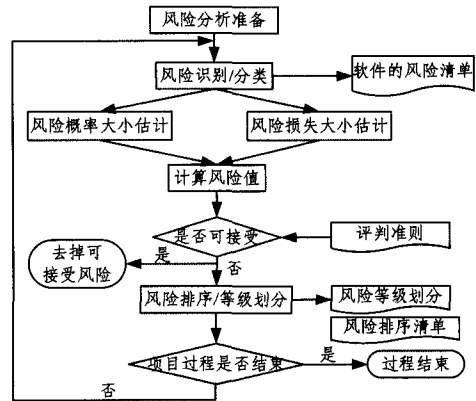 风险分析准备
风险识别/分类
软件的风险清单
风险概率大小估计
风险损失大小估计
计算风险值
是否可接受
评判准则
去掉可
接受风险
是
否
风险排序/等级划分
风险等级划分
风险排序清单
项目过程是否结束
是
过程结束
否